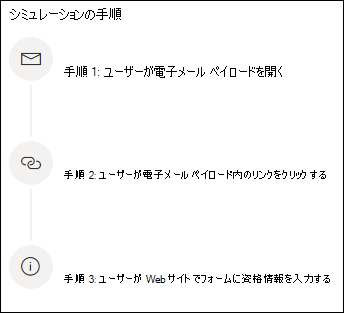 シミュレーションの手順
手順 1: ユーザーが電子メール ペイロードを開く
手順 2: ユーザーが電子メール ペイロード内のリンクをクリックする
手順 3: ユーザーが Web サイトでフォームに資格情報を入力する